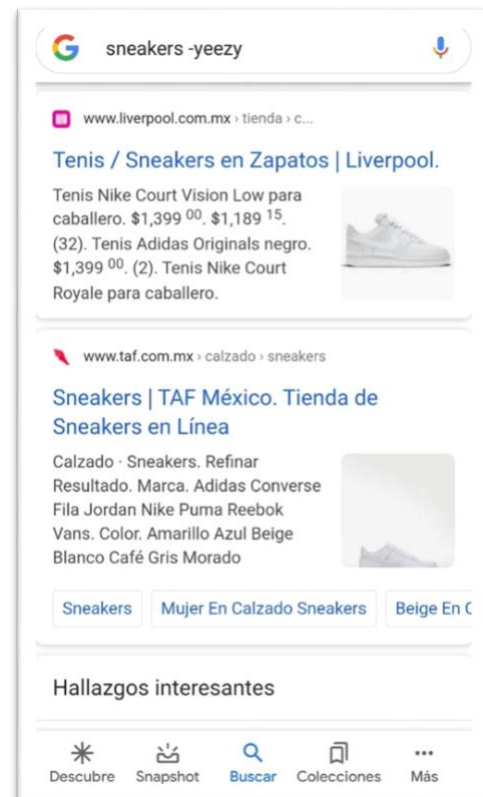 sneakers -yeezy
www.liverpool.com.mx › tienda › c...
Tenis / Sneakers en Zapatos | Liverpool.
Tenis Nike Court Vision Low para
caballero. $1,399 00. $1,189 15.
(32). Tenis Adidas Originals negro.
$1,399 00. (2). Tenis Nike Court
Royale para caballero.
www.taf.com.mx › calzado › sneakers
Sneakers | TAF México. Tienda de
Sneakers en Línea
Calzado · Sneakers. Refinar
Resultado. Marca. Adidas Converse
Fila Jordan Nike Puma Reebok
Vans. Color. Amarillo Azul Beige
Blanco Café Gris Morado
Sneakers Mujer En Calzado Sneakers Beige En C
Hallazgos interesantes
Descubre Snapshot Buscar Colecciones Más